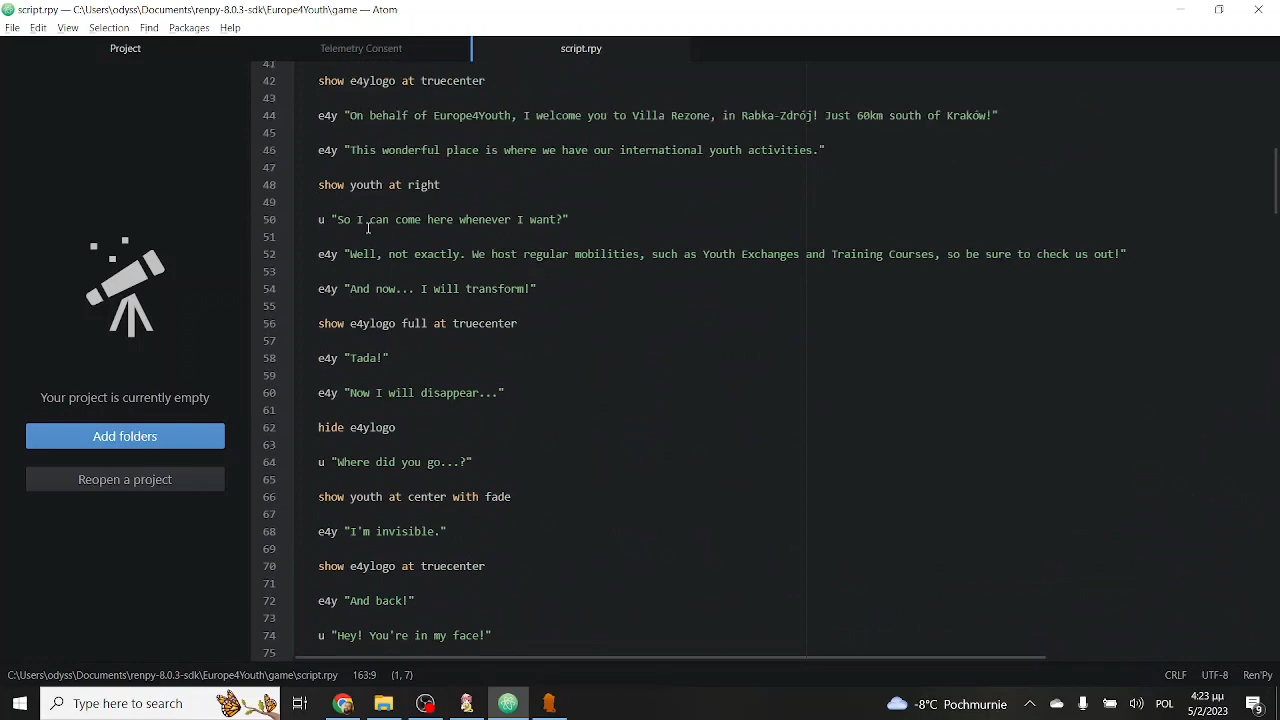 script.rpy — C:\Users\odyss\Documents\renpy-8.0.3-sdk\Europe4Youth\game — Atom
File Edit View Selection Find Packages Help
Project
Telemetry Consent
script.rpy
41
42 show e4ylogo at truecenter
43
44 e4y "On behalf of Europe4Youth, I welcome you to Villa Rezone, in Rabka-Zdrój! Just 60km south of Kraków!"
45
46 e4y "This wonderful place is where we have our international youth activities."
47
48 show youth at right
49
50 u "So I can come here whenever I want?"
51
52 e4y "Well, not exactly. We host regular mobilities, such as Youth Exchanges and Training Courses, so be sure to check us out!"
53
54 e4y "And now... I will transform!"
55
56 show e4ylogo full at truecenter
57
58 e4y "Tada!"
59
60 e4y "Now I will disappear..."
61
62 hide e4ylogo
63
64 u "Where did you go...?"
65
66 show youth at center with fade
67
68 e4y "I'm invisible."
69
70 show e4ylogo at truecenter
71
72 e4y "And back!"
73
74 u "Hey! You're in my face!"
75
Your project is currently empty
Add folders
Reopen a project
C:\Users\odyss\Documents\renpy-8.0.3-sdk\Europe4Youth\game\script.rpy 163:9 (1, 7)
CRLF UTF-8 Ren'Py
Type here to search
-8°C Pochmurnie
POL
4:23 μμ
5/2/2023
9